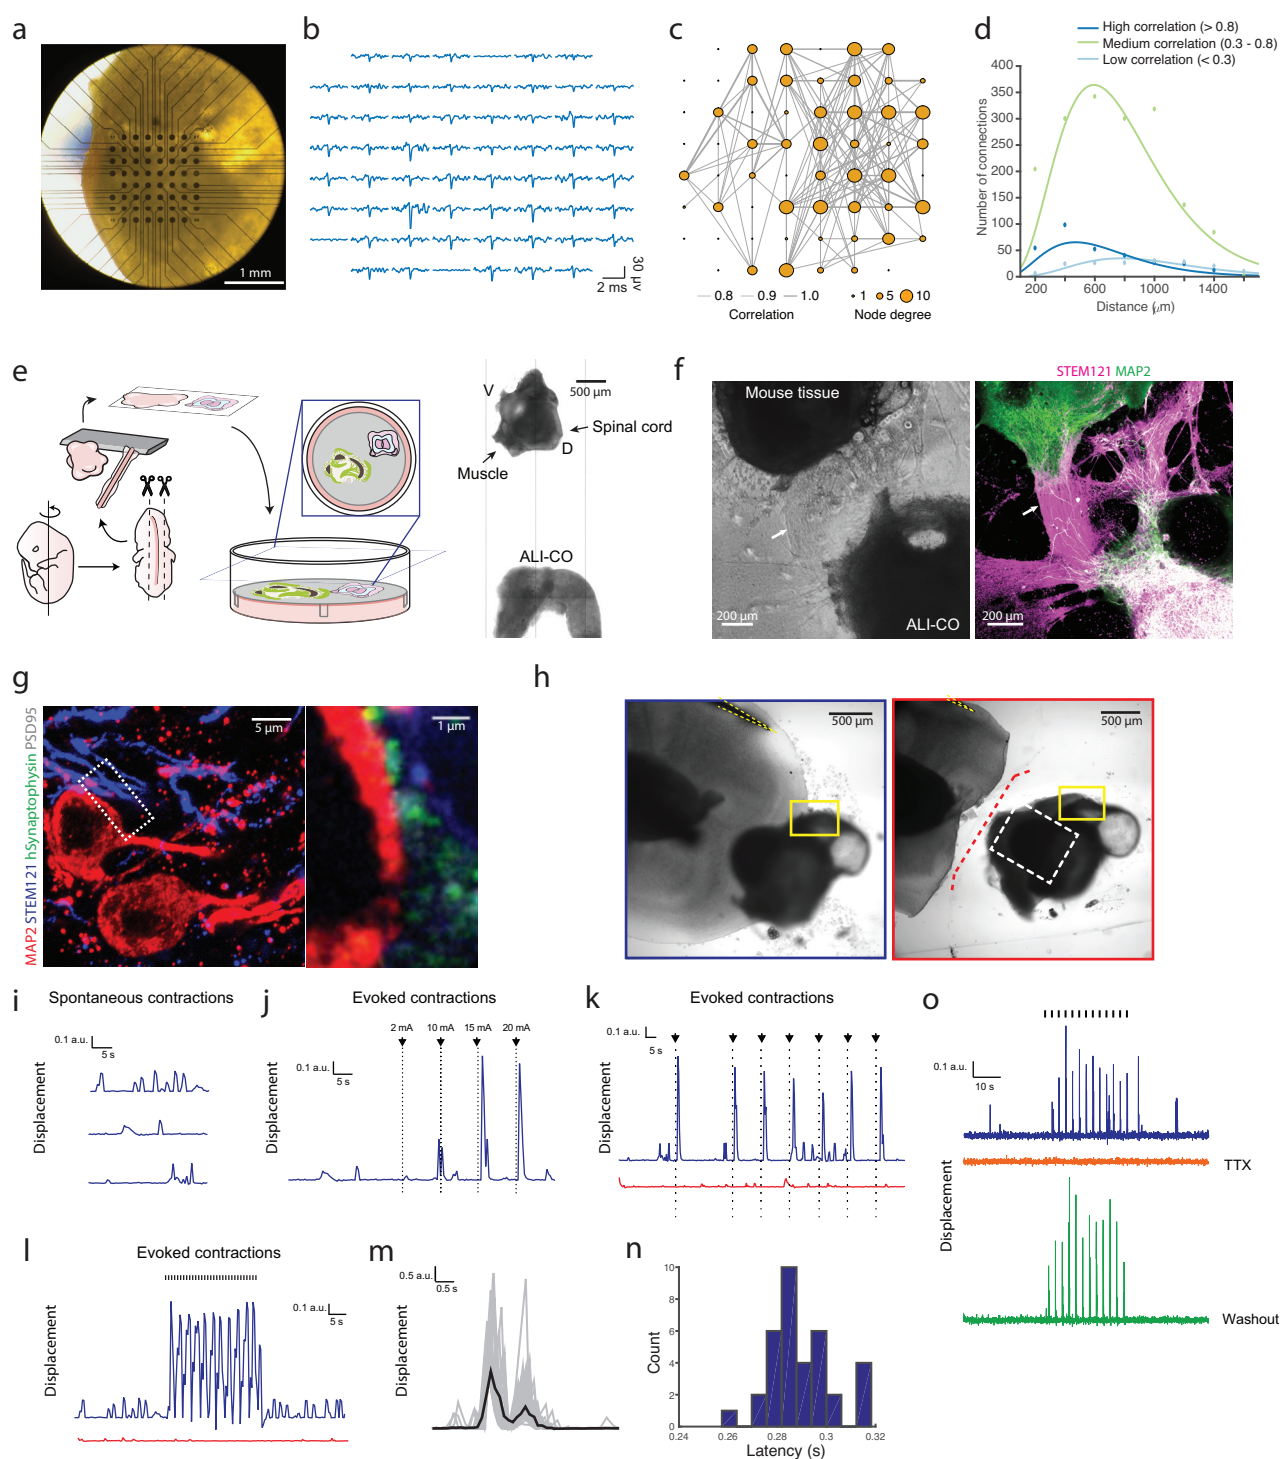 a
1 mm
b
30 μv
2 ms
c
0.8 0.9 1.0
Correlation
1 5 10
Node degree
d
High correlation (> 0.8)
Medium correlation (0.3 - 0.8)
Low correlation (< 0.3)
Number of connections
400
350
300
250
200
150
100
50
0
200 600 1000 1400
Distance (μm)
e
V
500 μm
Spinal cord
D
Muscle
ALI-CO
f
STEM121 MAP2
Mouse tissue
200 μm
ALI-CO
200 μm
g
MAP2 STEM121 hSynaptophysin PSD95
5 μm
1 μm
h
500 μm
500 μm
i
Spontaneous contractions
0.1 a.u.
5 s
Displacement
j
Evoked contractions
2 mA 10 mA 15 mA 20 mA
0.1 a.u.
5 s
Displacement
k
Evoked contractions
0.1 a.u.
5 s
Displacement
l
Evoked contractions
0.1 a.u.
5 s
Displacement
m
0.5 a.u.
0.5 s
Displacement
n
Count
10
8
6
4
2
0
0.24 0.26 0.28 0.3 0.32
Latency (s)
o
0.1 a.u.
10 s
TTX
Displacement
Washout